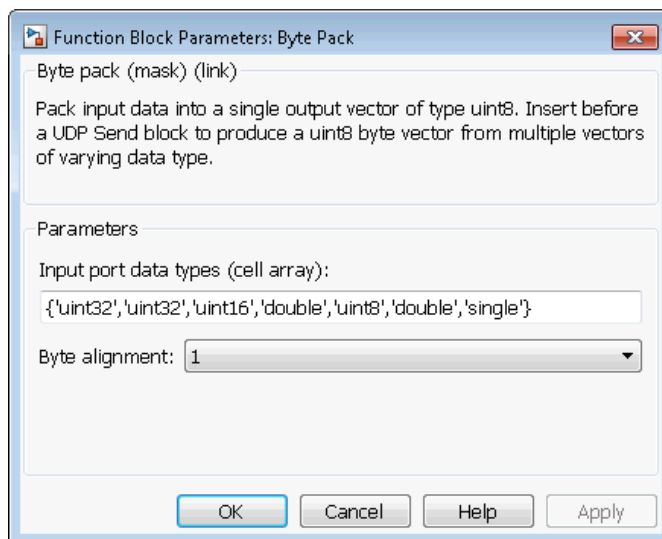 Function Block Parameters: Byte Pack
Byte pack (mask) (link)
Pack input data into a single output vector of type uint8. Insert before
a UDP Send block to produce a uint8 byte vector from multiple vectors
of varying data type.
Parameters
Input port data types (cell array):
{'uint32','uint32','uint16','double','uint8','double','single'}
Byte alignment: 1
OK Cancel Help Apply